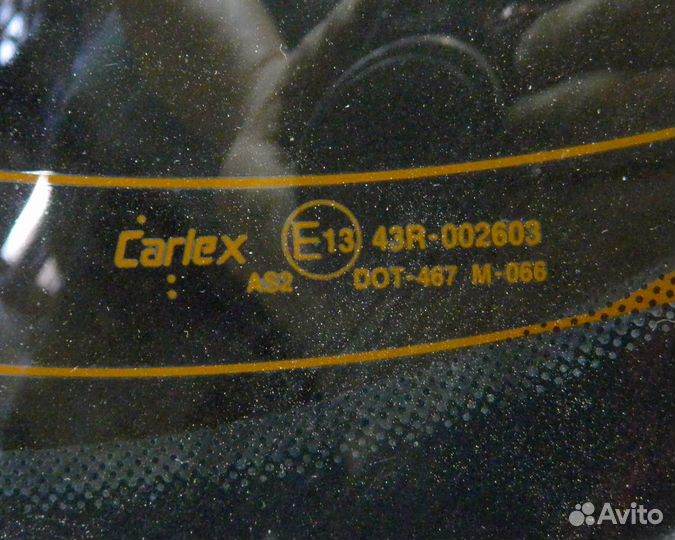 Carlex E13 43R-002603
AS2 DOT-467 M-066
Avito